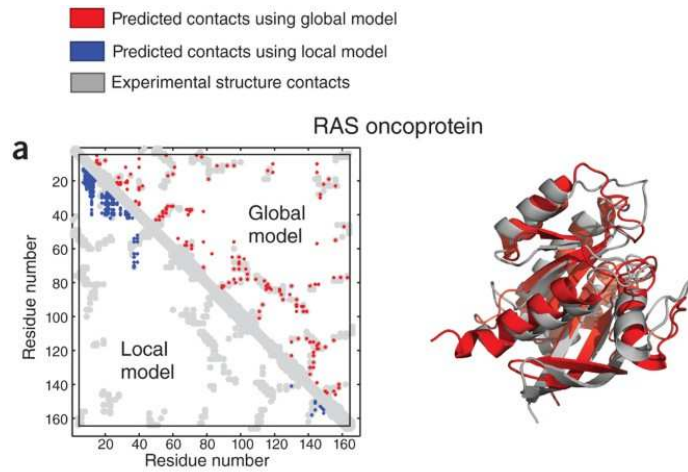 Predicted contacts using global model
Predicted contacts using local model
Experimental structure contacts
RAS oncoprotein
a
20
40
60
80
100
120
140
160
Residue number
Global
model
Local
model
20 40 60 80 100 120 140 160
Residue number